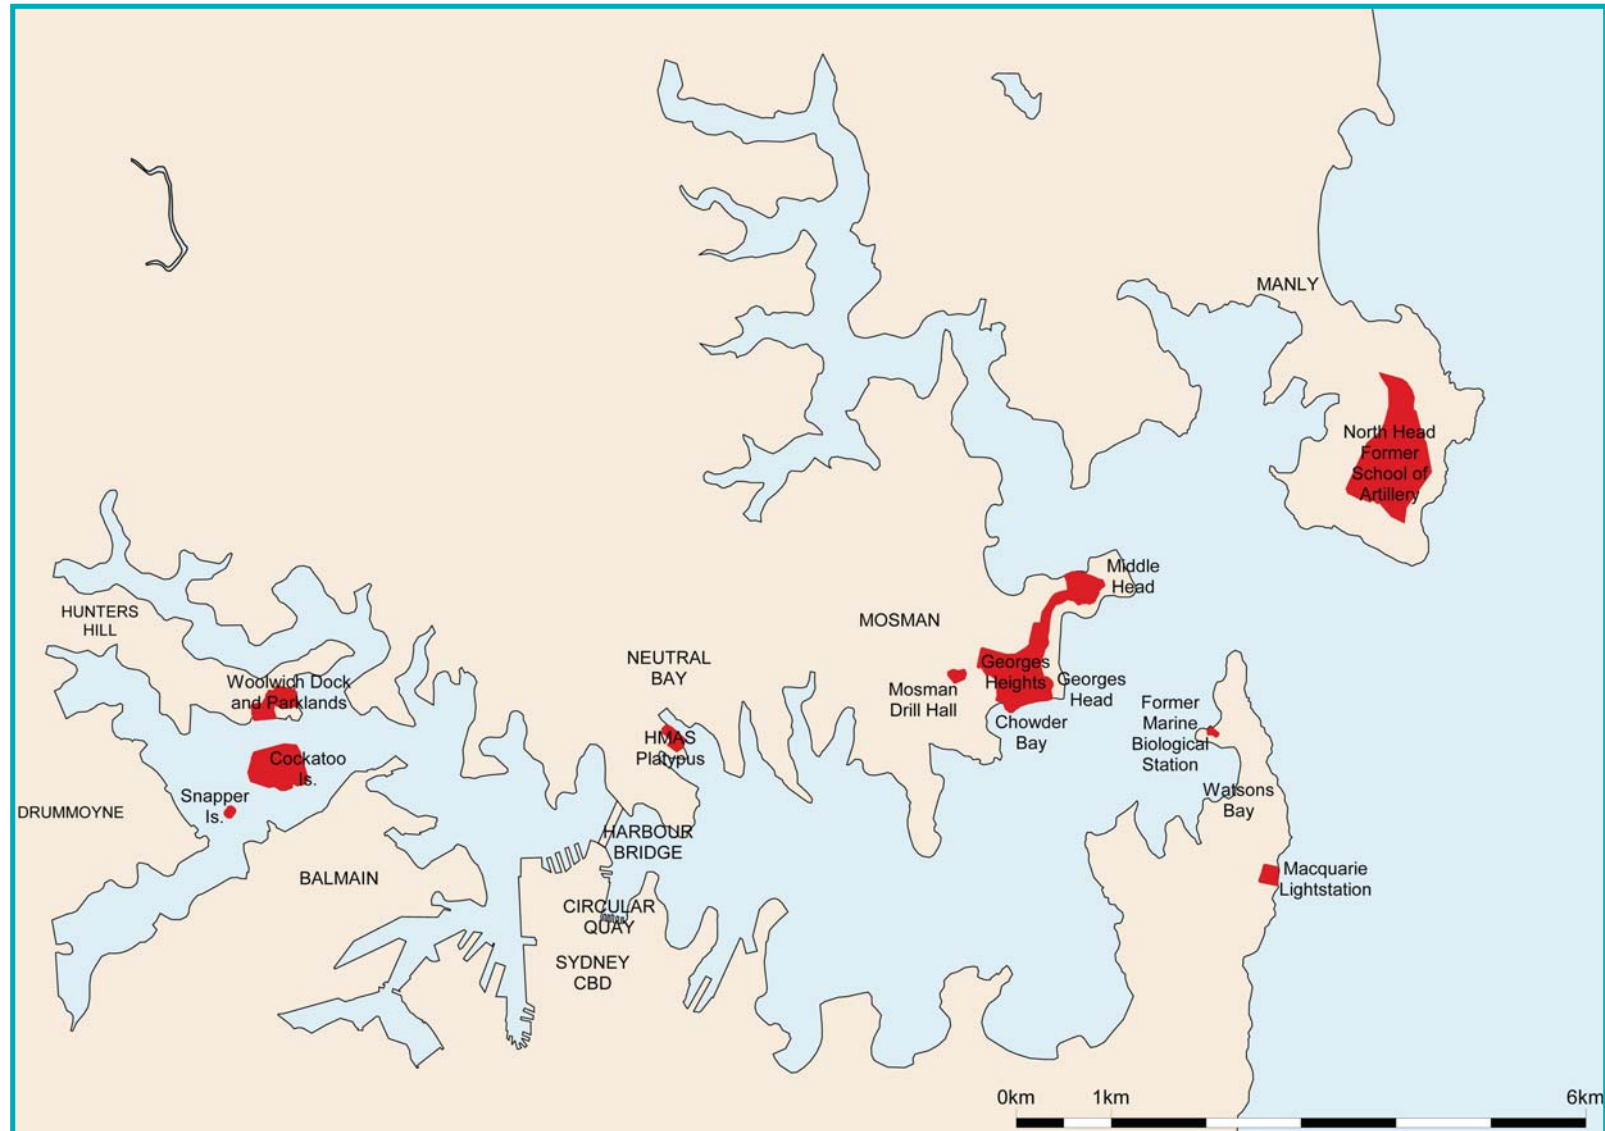 MANLY
North Head
Former
School of
Artillery
Middle
Head
HUNTERS
HILL
MOSMAN
NEUTRAL
BAY
Georges
Heights
Georges
Head
Woolwich Dock
and Parklands
Mosman
Drill Hall
Former
Marine
Biological
Station
Chowder
Bay
HMAS
Platypus
Cockatoo
Is.
Snapper
Is.
Watsons
Bay
DRUMMOYNE
HARBOUR
BRIDGE
BALMAIN
Macquarie
Lightstation
CIRCULAR
QUAY
SYDNEY
CBD
0km 1km 6km